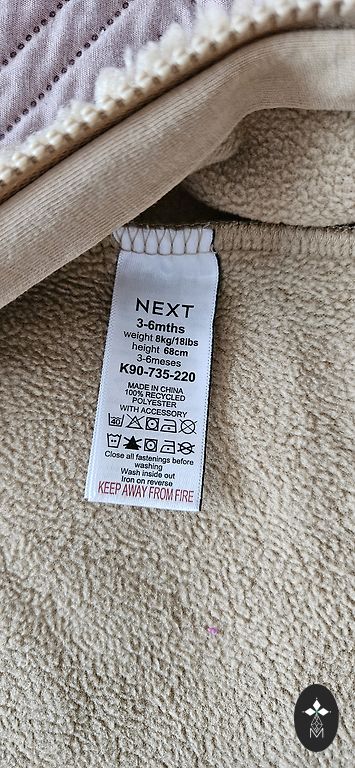 NEXT
3-6mths
weight 8kg/18lbs
height 68cm
3-6meses
K90-735-220
MADE IN CHINA
100% RECYCLED
POLYESTER
WITH ACCESSORY
40
Close all fastenings before
washing
Wash inside out
Iron on reverse
KEEP AWAY FROM FIRE
M